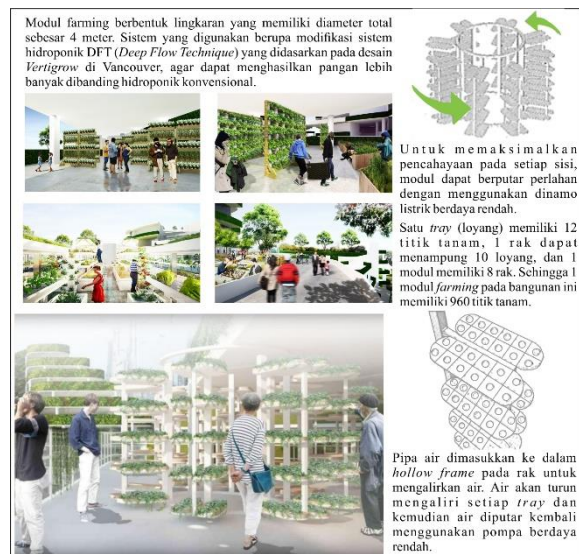 Modul farming berbentuk lingkaran yang memiliki diameter total
sebesar 4 meter. Sistem yang digunakan berupa modifikasi sistem
hidroponik DFT (Deep Flow Technique) yang didasarkan pada desain
Vertigrow di Vancouver, agar dapat menghasilkan pangan lebih
banyak dibanding hidroponik konvensional.
Untuk memaksimalkan
pencahayaan pada setiap sisi,
modul dapat berputar perlahan
dengan menggunakan dinamo
listrik berdaya rendah.
Satu tray (loyang) memiliki 12
titik tanam, 1 rak dapat
menampung 10 loyang, dan 1
modul memiliki 8 rak. Sehingga 1
modul farming pada bangunan ini
memiliki 960 titik tanam.
Pipa air dimasukkan ke dalam
hollow frame pada rak untuk
mengalirkan air. Air akan turun
mengaliri setiap tray dan
kemudian air diputar kembali
menggunakan pompa berdaya
rendah.